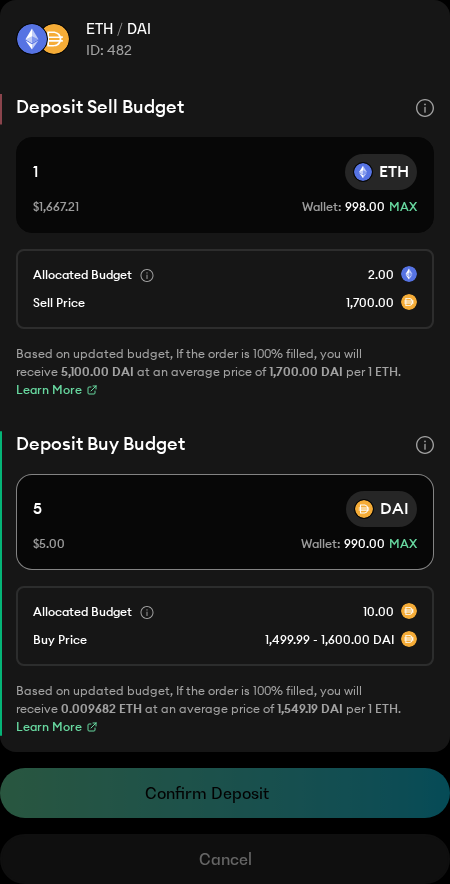 ETH / DAI
ID: 482
Deposit Sell Budget
1 ETH
$1,667.21 Wallet: 998.00 MAX
Allocated Budget 2.00
Sell Price 1,700.00
Based on updated budget, If the order is 100% filled, you will
receive 5,100.00 DAI at an average price of 1,700.00 DAI per 1 ETH.
Learn More
Deposit Buy Budget
5 DAI
$5.00 Wallet: 990.00 MAX
Allocated Budget 10.00
Buy Price 1,499.99 - 1,600.00 DAI
Based on updated budget, If the order is 100% filled, you will
receive 0.009682 ETH at an average price of 1,549.19 DAI per 1 ETH.
Learn More
Confirm Deposit
Cancel